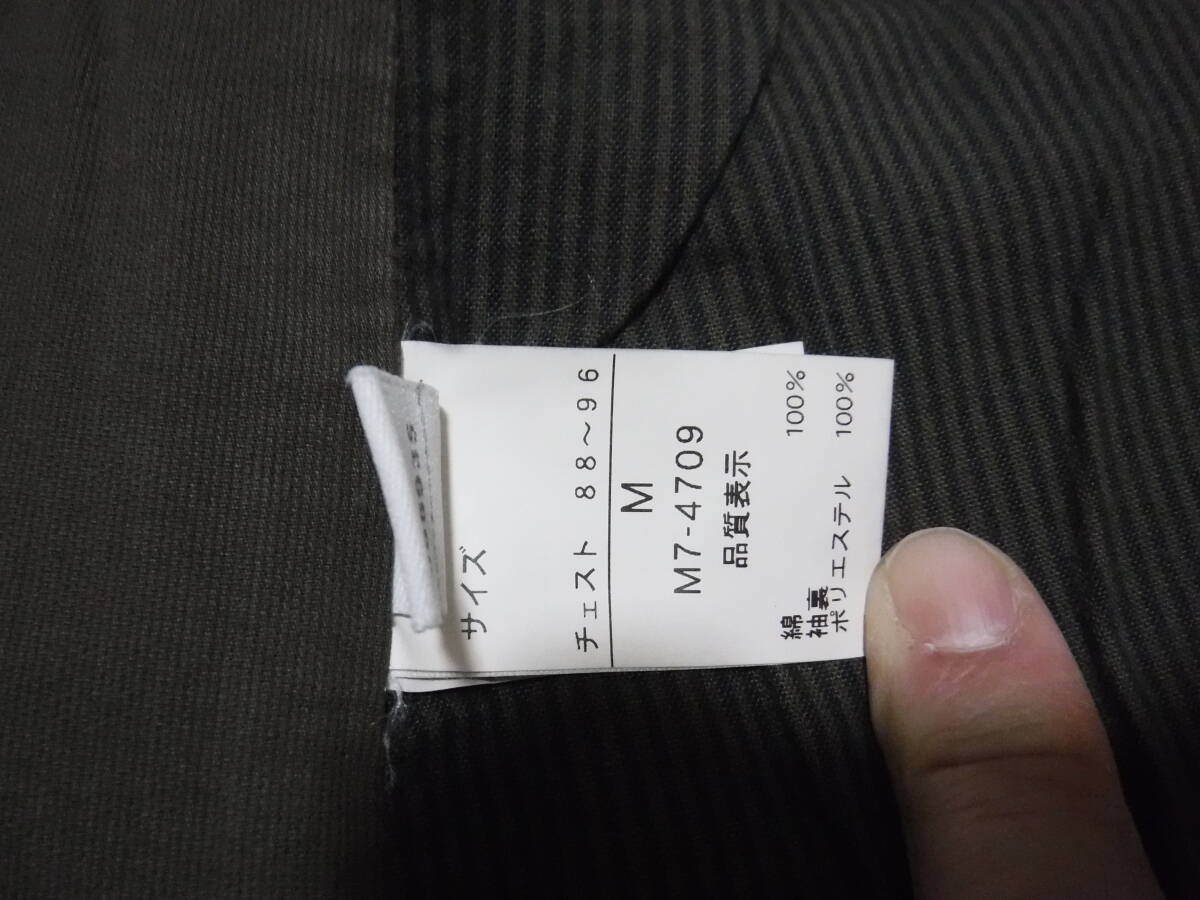 サイズ
チェスト 88～96
M
M7-4709
品質表示
綿 100%
袖裏
ポリエステル 100%